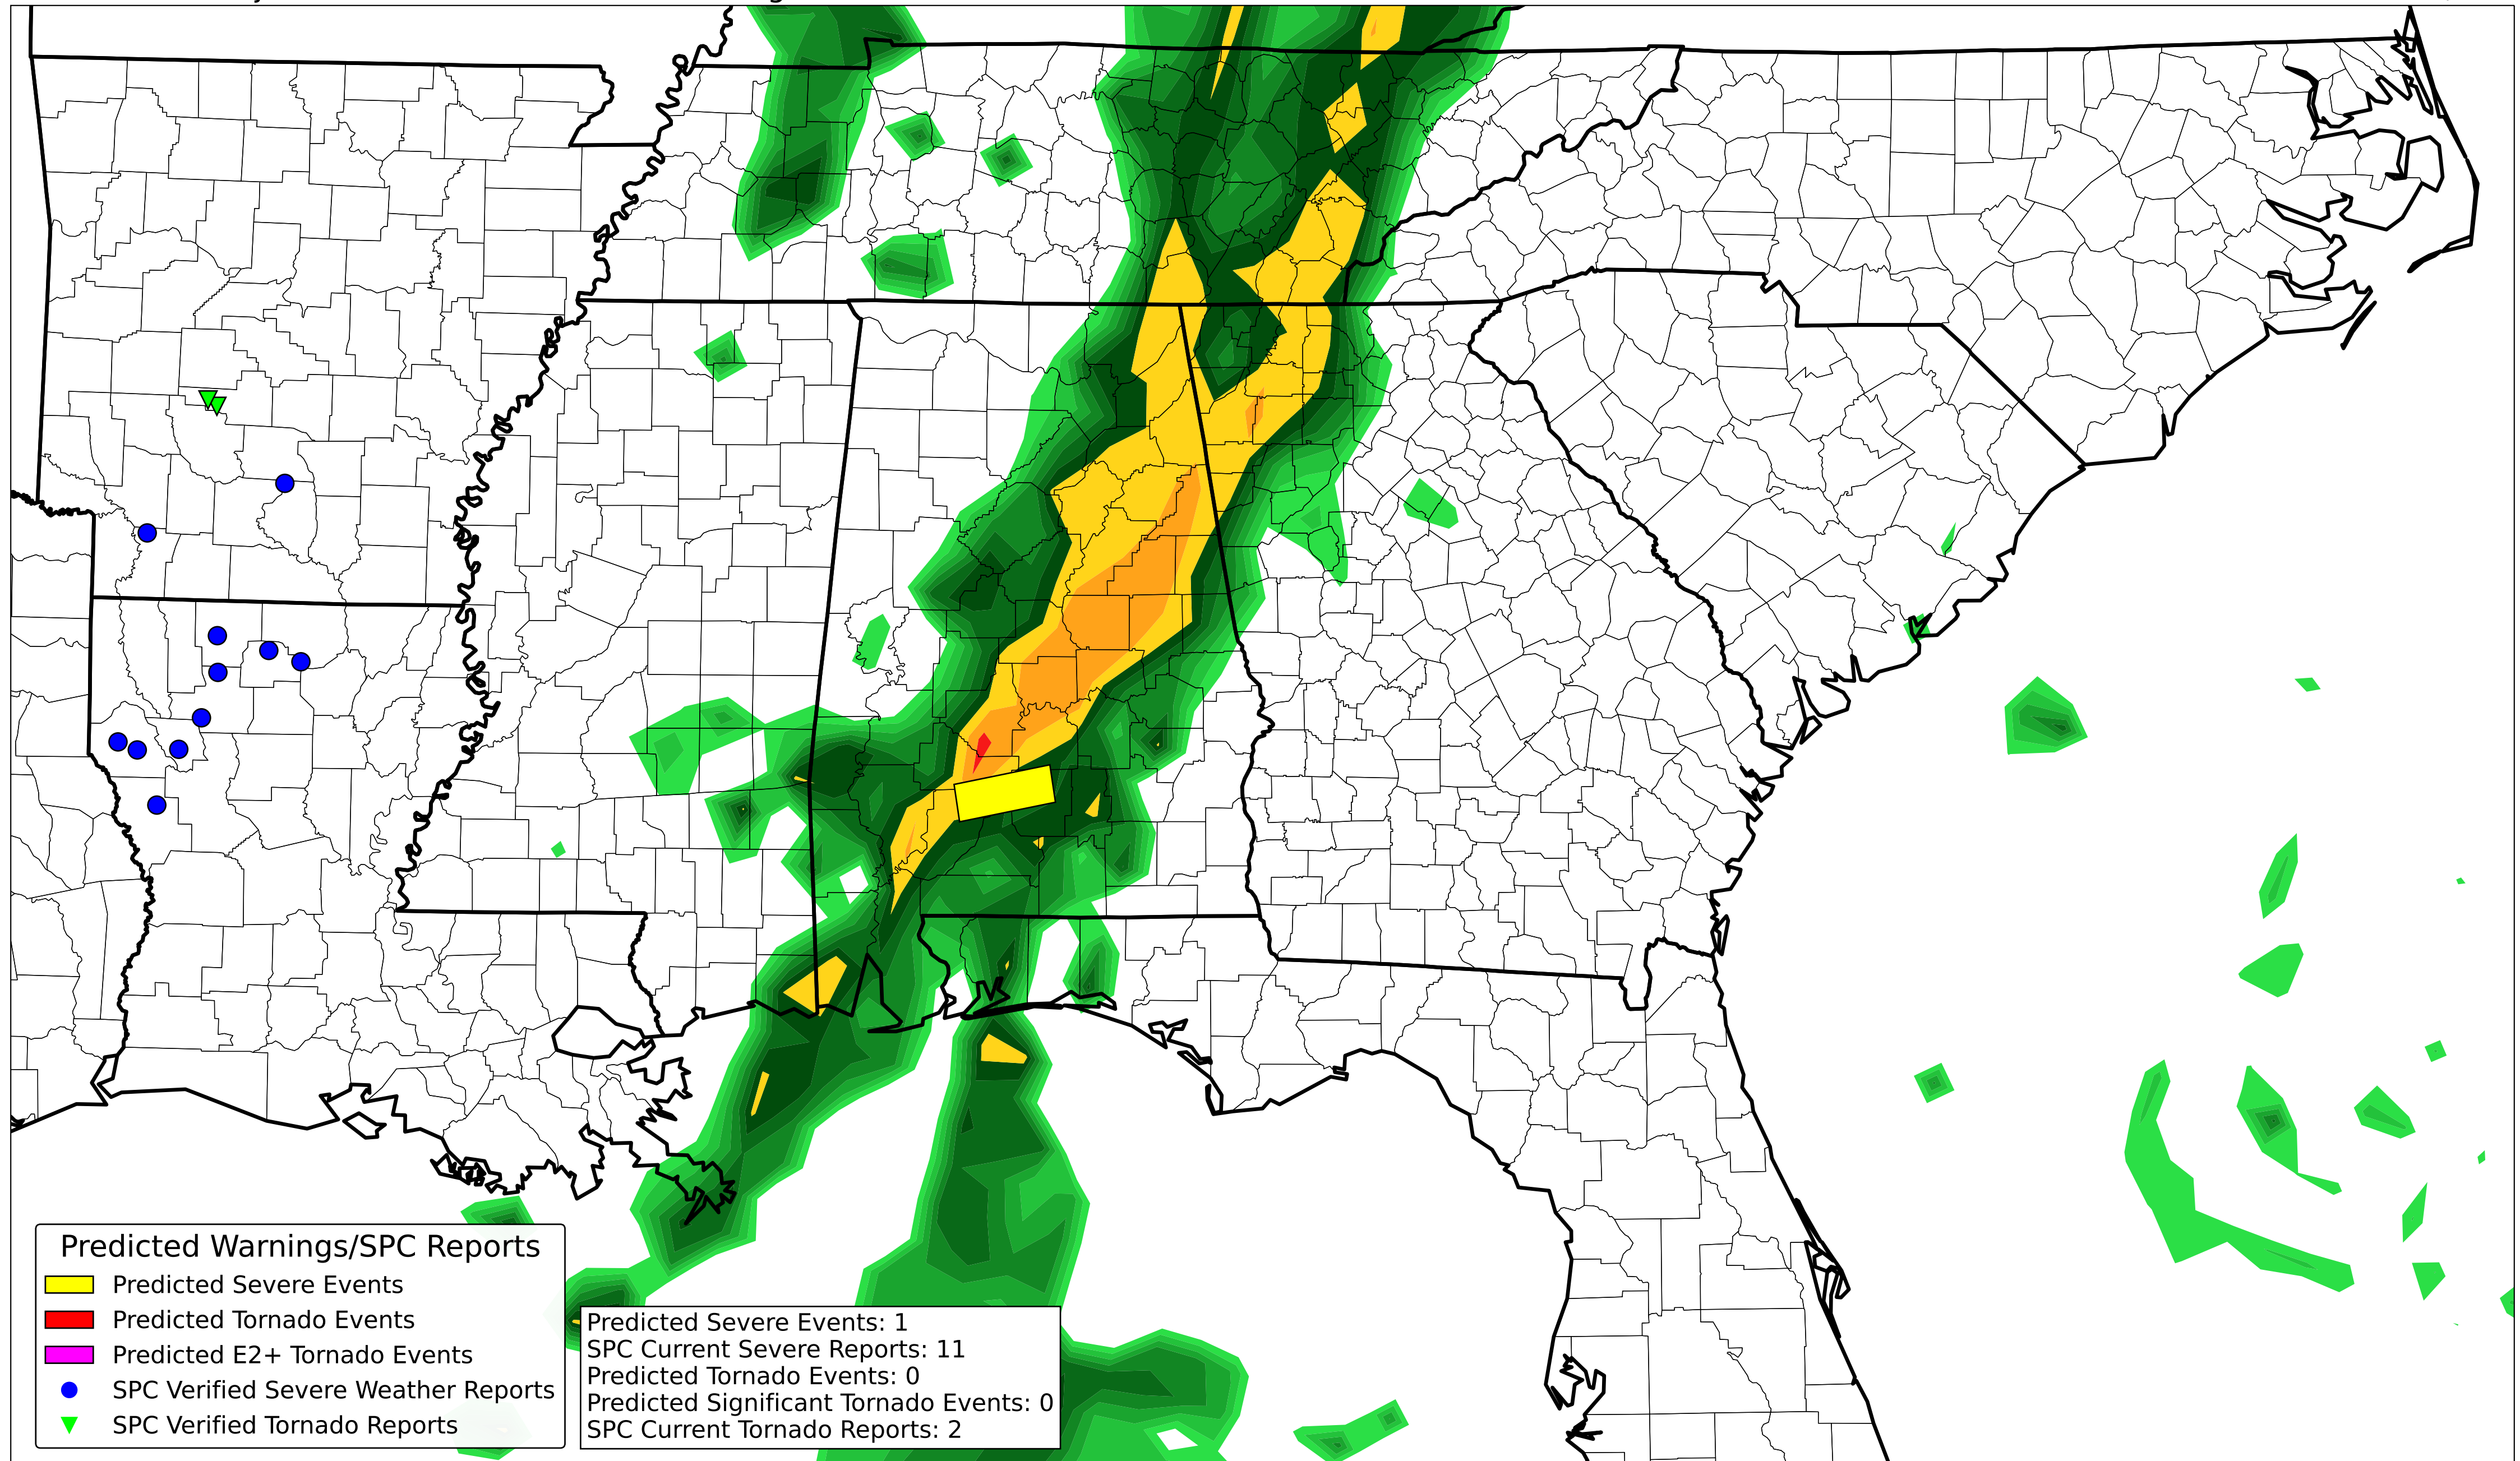 Predicted Warnings/SPC Reports
Predicted Severe Events
Predicted Tornado Events
Predicted E2+ Tornado Events
SPC Verified Severe Weather Reports
SPC Verified Tornado Reports
Predicted Severe Events: 1
SPC Current Severe Reports: 11
Predicted Tornado Events: 0
Predicted Significant Tornado Events: 0
SPC Current Tornado Reports: 2